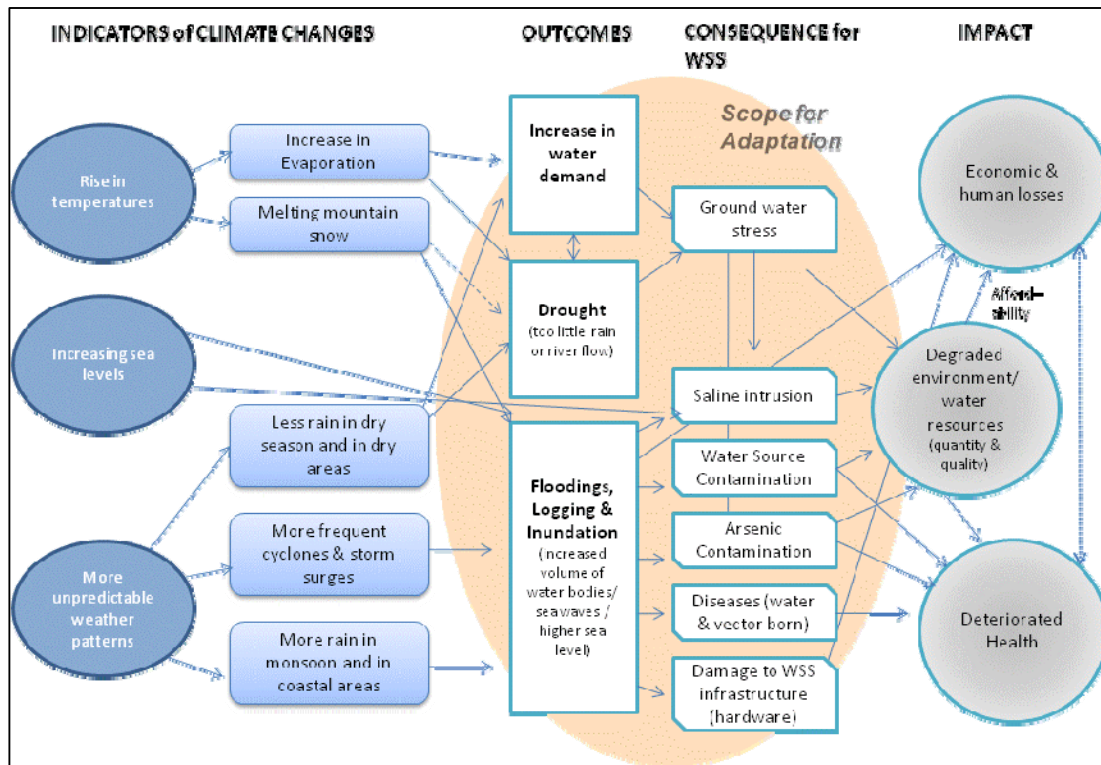 INDICATORS of CLIMATE CHANGES
OUTCOMES
CONSEQUENCE for
WSS
IMPACT
Scope for
Adaptation
Rise in
temperatures
Increasing sea
levels
More
unpredictable
weather
patterns
Increase in
Evaporation
Melting mountain
snow
Less rain in dry
season and in dry
areas
More frequent
cyclones & storm
surges
More rain in
monsoon and in
coastal areas
Increase in
water
demand
Drought
(too little rain
or river flow)
Floodings,
Logging &
Inundation
(increased
volume of
water bodies/
sea waves /
higher sea
level)
Ground water
stress
Saline intrusion
Water Source
Contamination
Arsenic
Contamination
Diseases (water
& vector born)
Damage to WSS
infrastructure
(hardware)
Economic &
human losses
Afford-
ability
Degraded
environment/
water
resources
(quantity &
quality)
Deteriorated
Health